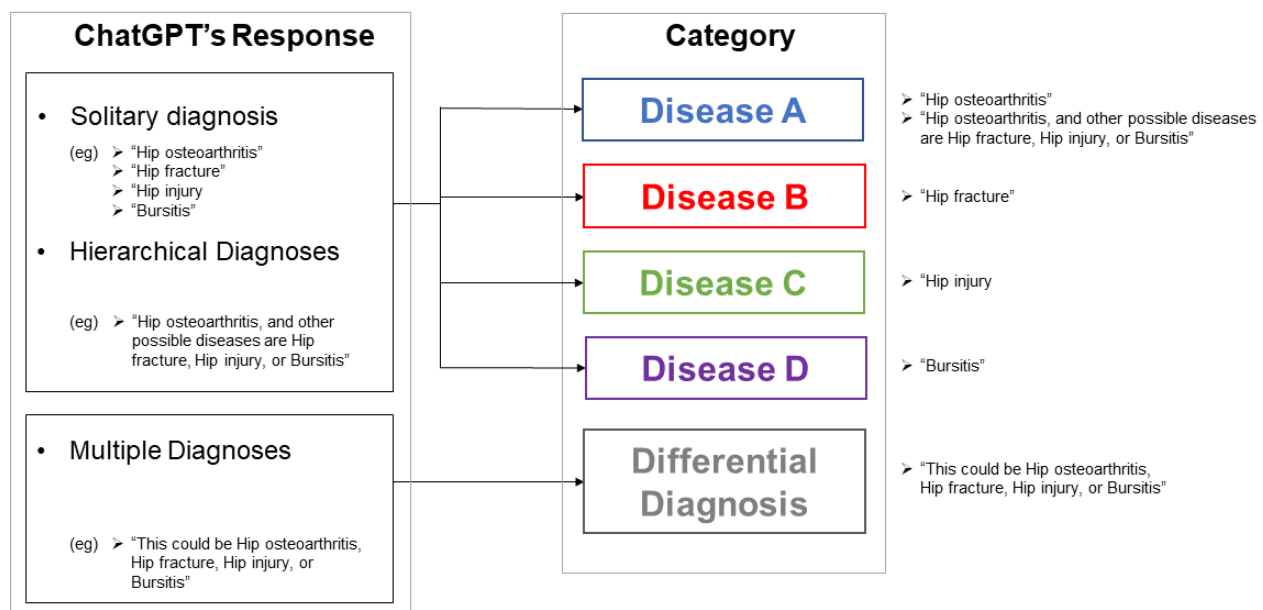 ChatGPT's Response
• Solitary diagnosis
(eg) ➢ “Hip osteoarthritis”
➢ “Hip fracture”
➢ “Hip injury
➢ “Bursitis”
• Hierarchical Diagnoses
(eg) ➢ “Hip osteoarthritis, and other
possible diseases are Hip
fracture, Hip injury, or Bursitis”
• Multiple Diagnoses
(eg) ➢ “This could be Hip osteoarthritis,
Hip fracture, Hip injury, or
Bursitis”
Category
Disease A
Disease B
Disease C
Disease D
Differential
Diagnosis
➢ “Hip osteoarthritis”
➢ “Hip osteoarthritis, and other possible diseases
are Hip fracture, Hip injury, or Bursitis”
➢ “Hip fracture”
➢ “Hip injury
➢ “Bursitis”
➢ “This could be Hip osteoarthritis,
Hip fracture, Hip injury, or Bursitis”